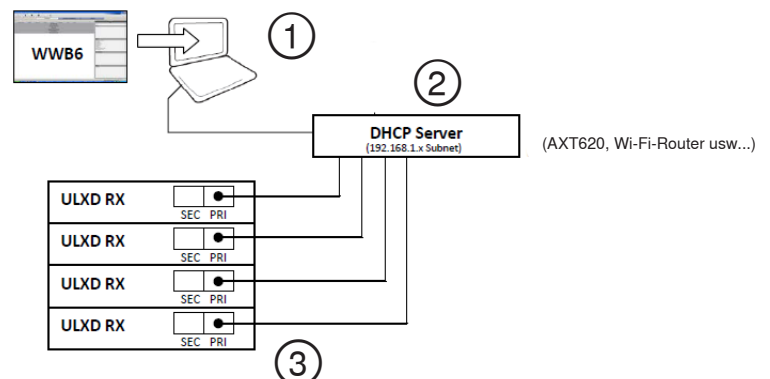 WWB6
1
2
DHCP Server
(192.168.1.x Subnet)
(AXT620, Wi-Fi-Router usw...)
ULXD RX
SEC PRI
ULXD RX
SEC PRI
ULXD RX
SEC PRI
ULXD RX
SEC PRI
3